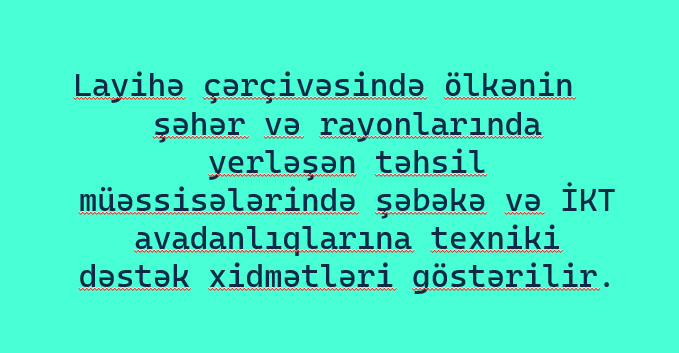 Layihə çərçivəsində ölkənin
şəhər və rayonlarında
yerləşən təhsil
müəssisələrində şəbəkə və İKT
avadanlıqlarına texniki
dəstək xidmətləri göstərilir.